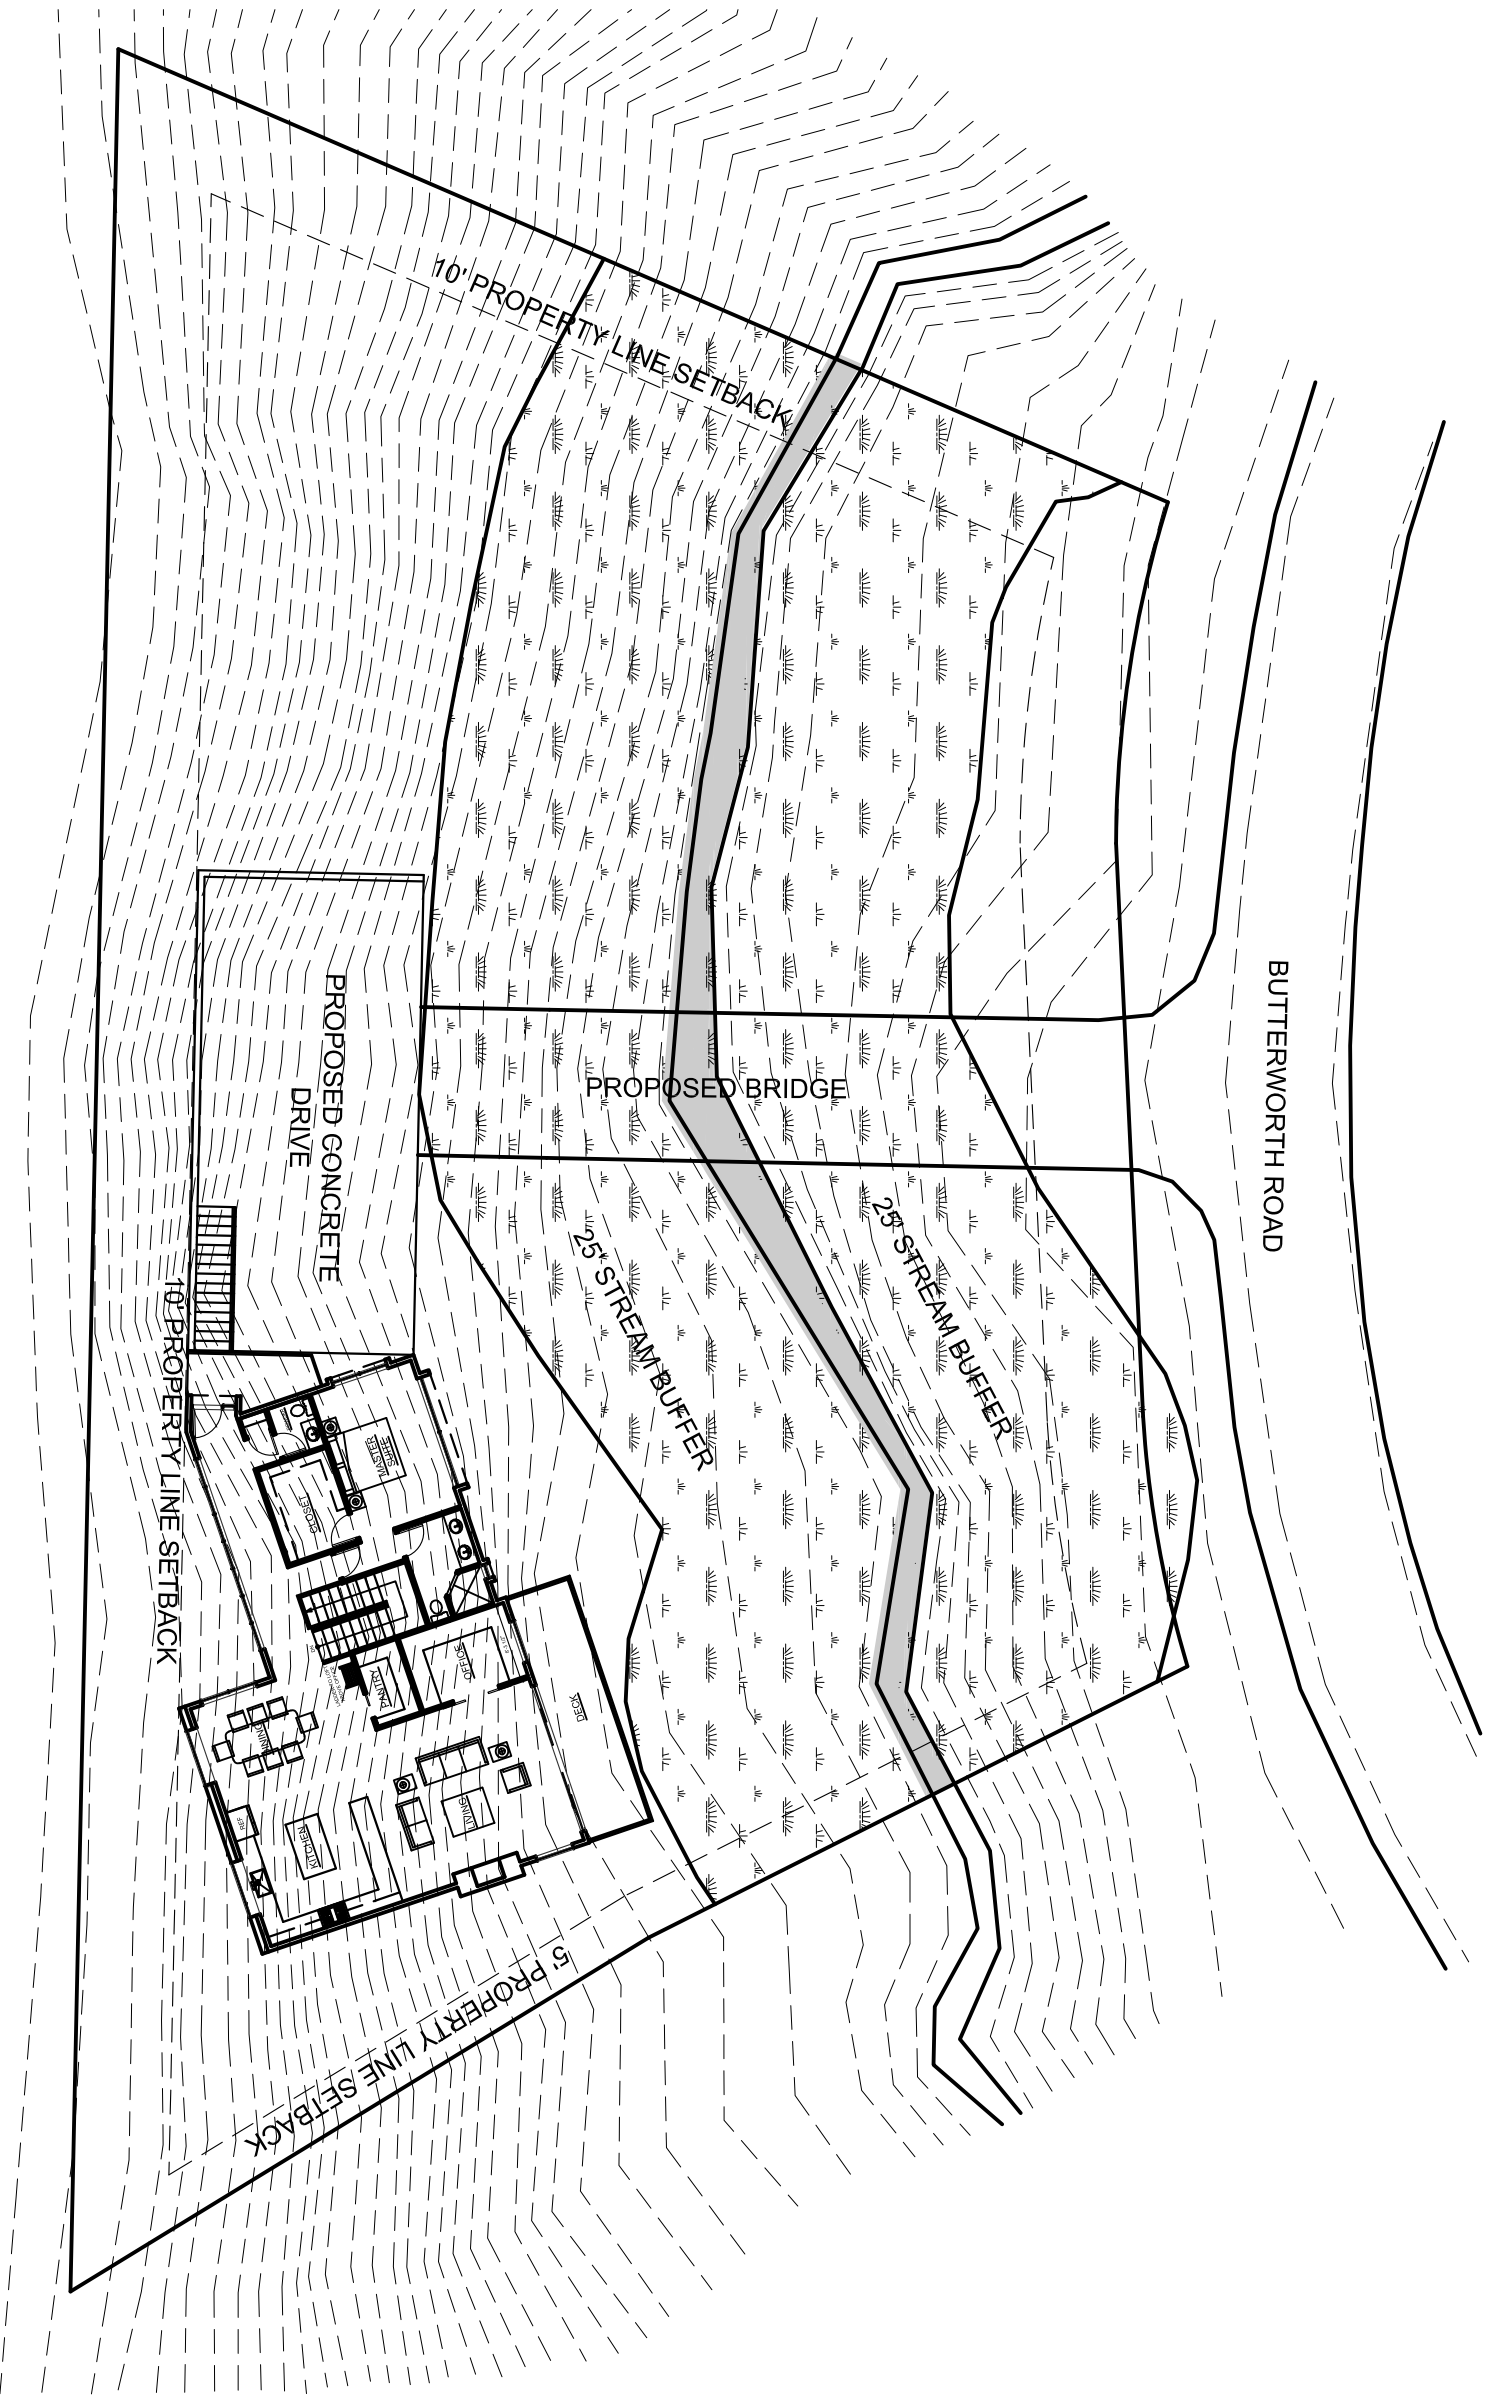 10' PROPERTY LINE SETBACK
BUTTERWORTH ROAD
PROPOSED CONCRETE
DRIVE
PROPOSED BRIDGE
25' STREAM BUFFER
25' STREAM BUFFER
10' PROPERTY LINE SETBACK
MASTER
SUITE
CLOSET
OFFICE
PANTRY
DECK
DINING
LIVING
KITCHEN
REF
5' PROPERTY LINE SETBACK